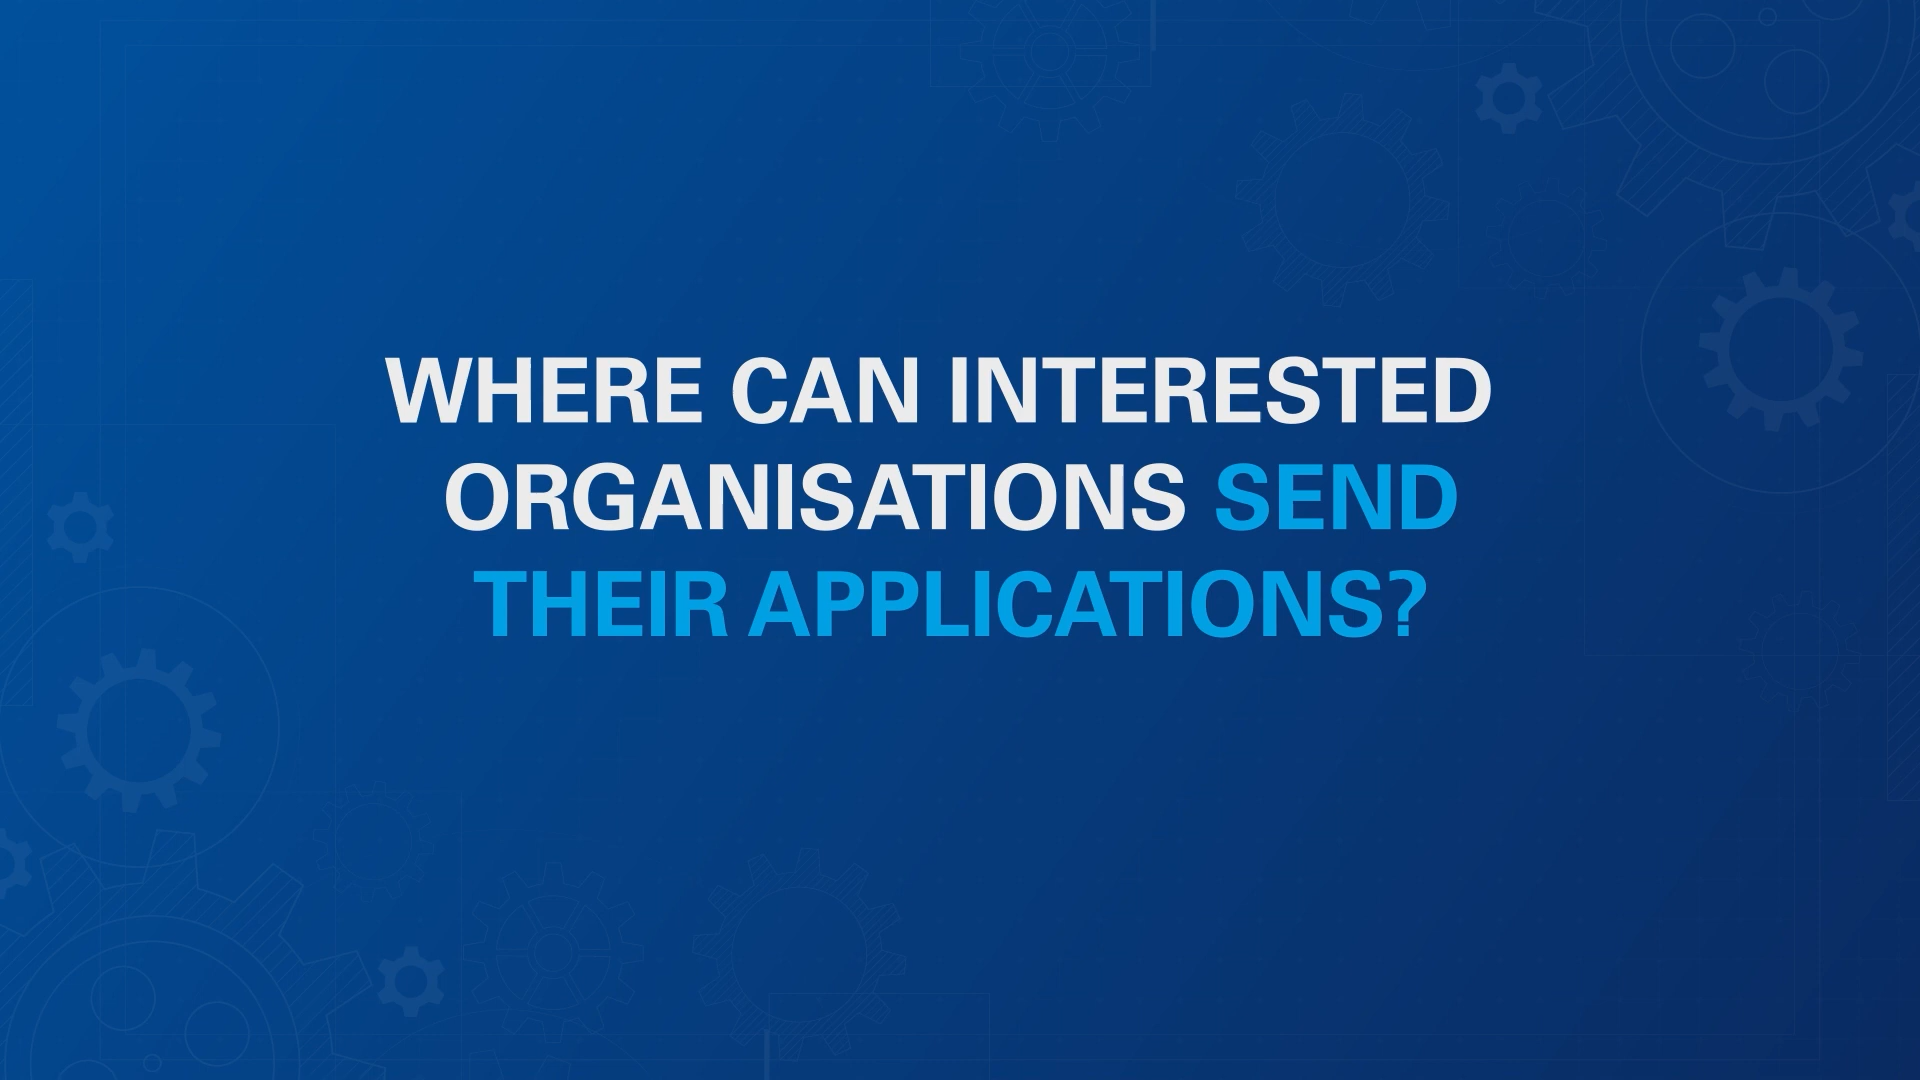 WHERE CAN INTERESTED
ORGANISATIONS SEND
THEIR APPLICATIONS?